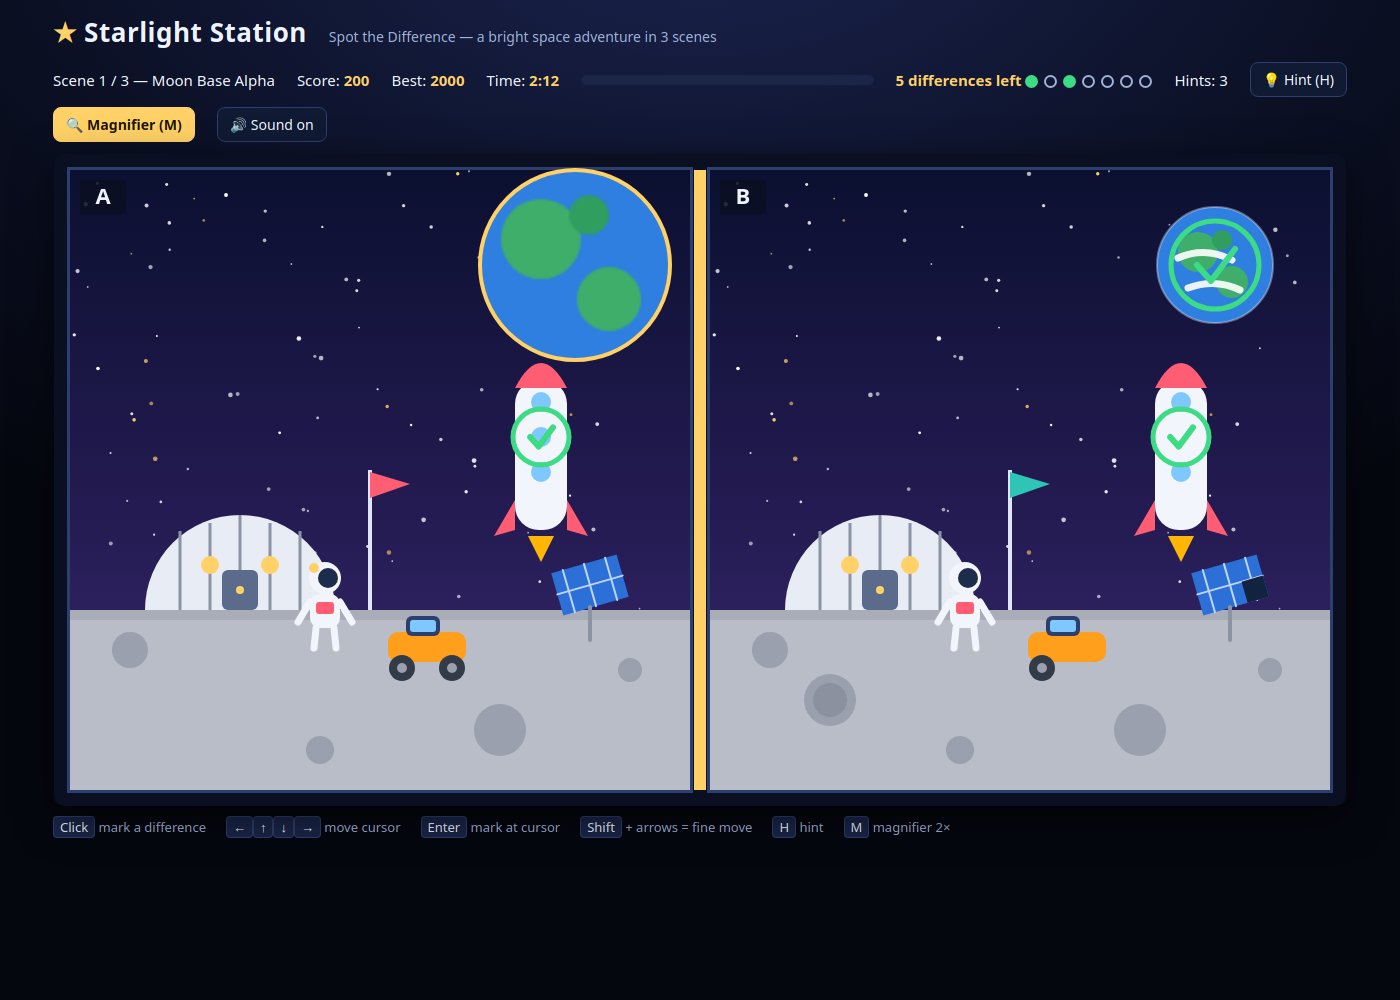 ★ Starlight Station Spot the Difference — a bright space adventure in 3 scenes
Scene 1 / 3 — Moon Base Alpha Score: 200 Best: 2000 Time: 2:12 5 differences left Hints: 3 💡 Hint (H)
🔍 Magnifier (M) 🔊 Sound on
A B
Click mark a difference ← ↑ ↓ → move cursor Enter mark at cursor Shift + arrows = fine move H hint M magnifier 2×